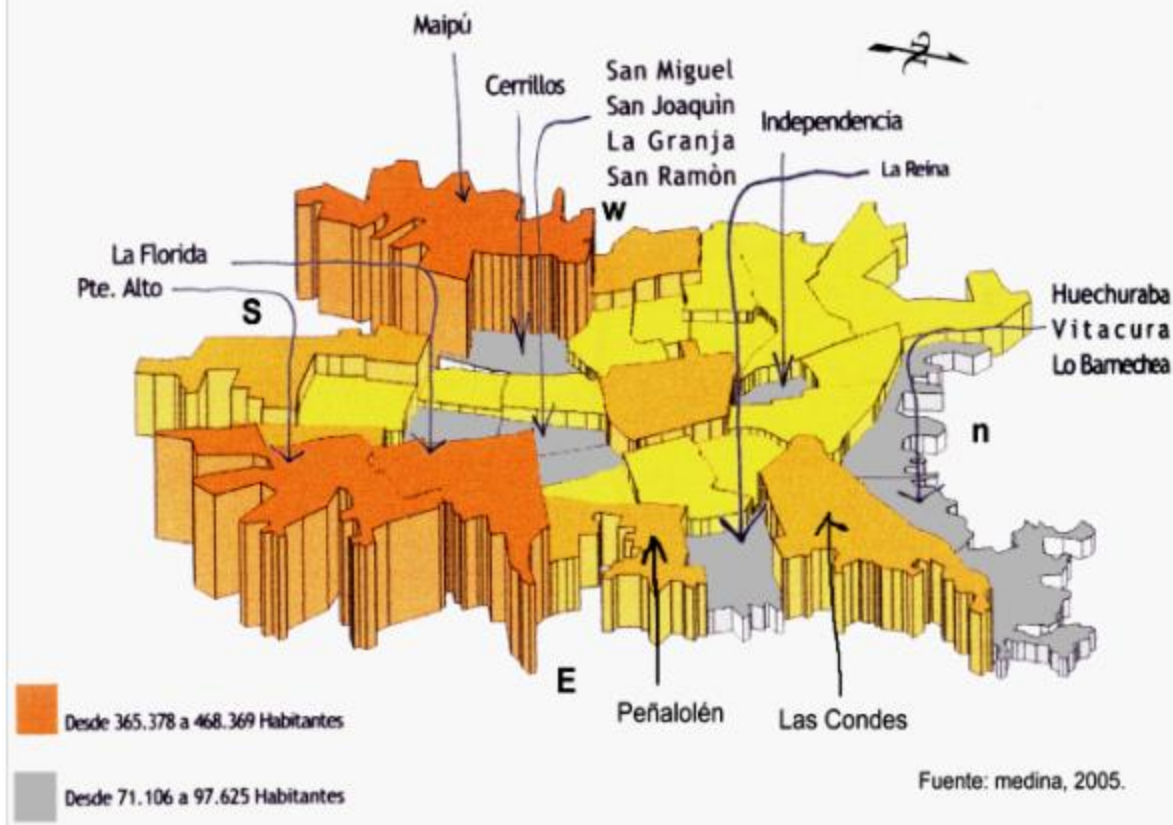 Maipú
Cerrillos
San Miguel
San Joaquìn
La Granja
San Ramòn
Independencia
La Reina
W
La Florida
Pte. Alto
S
Huechuraba
Vitacura
Lo Barnechea
n
E
Peñalolén
Las Condes
Desde 365.378 a 468.369 Habitantes
Desde 71.106 a 97.625 Habitantes
Fuente: medina, 2005.